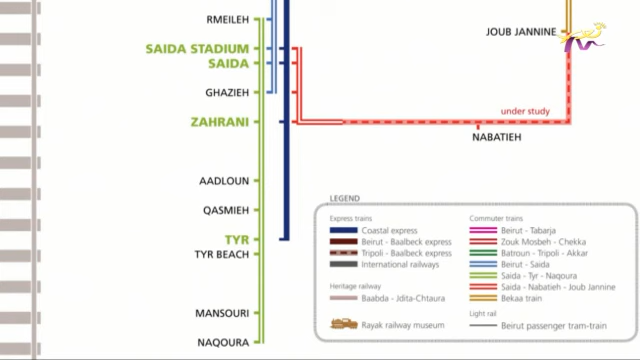 RMEILEH
JOUB JANNINE
TV
SAIDA STADIUM
SAIDA
GHAZIEH
under study
ZAHRANI
NABATIEH
AADLOUN
QASMIEH
TYR
TYR BEACH
MANSOURI
NAQOURA
LEGEND
Express trains
Coastal express
Beirut - Baalbeck express
Tripoli - Baalbeck express
International railways
Heritage railway
Baabda - Jdita-Chtaura
Rayak railway museum
Commuter trains
Beirut - Tabarja
Zouk Mosbeh - Chekka
Batroun - Tripoli - Akkar
Beirut - Saida
Saida - Tyr - Naqoura
Saida - Nabatieh - Joub Jannine
Bekaa train
Light rail
Beirut passenger tram-train